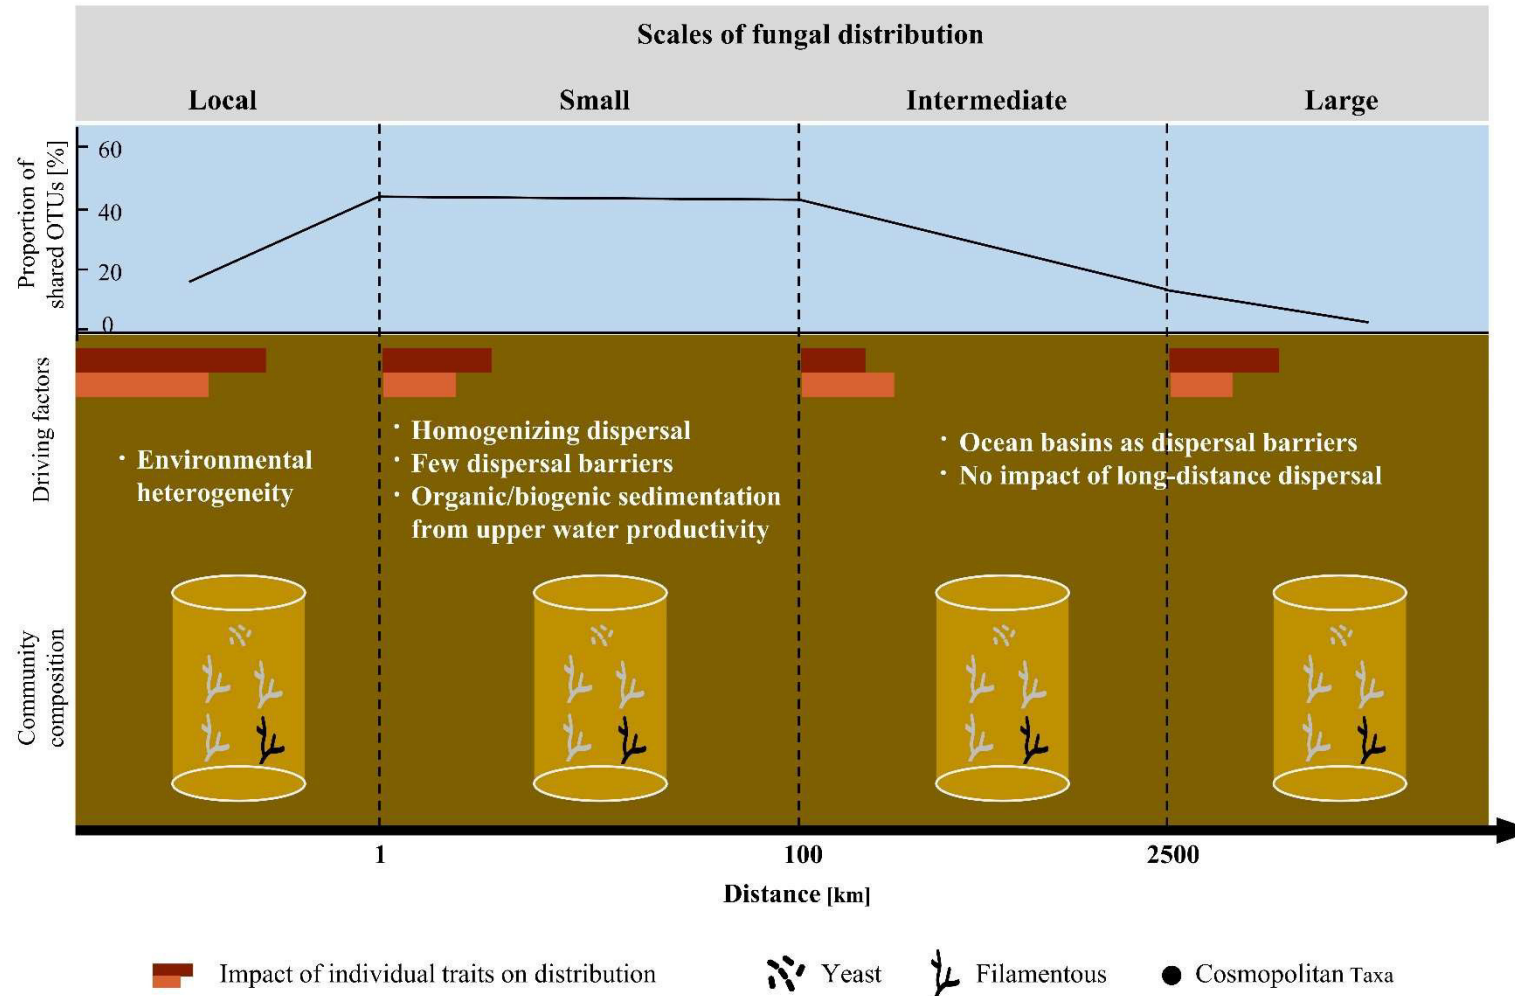 Scales of fungal distribution
Local
Small
Intermediate
Large
Proportion of
shared OTUs [%]
60
40
20
0
Driving factors
· Environmental
heterogeneity
· Homogenizing dispersal
· Few dispersal barriers
· Organic/biogenic sedimentation
from upper water productivity
· Ocean basins as dispersal barriers
· No impact of long-distance dispersal
Community
composition
1
100
2500
Distance [km]
Impact of individual traits on distribution
Yeast
Filamentous
Cosmopolitan Taxa